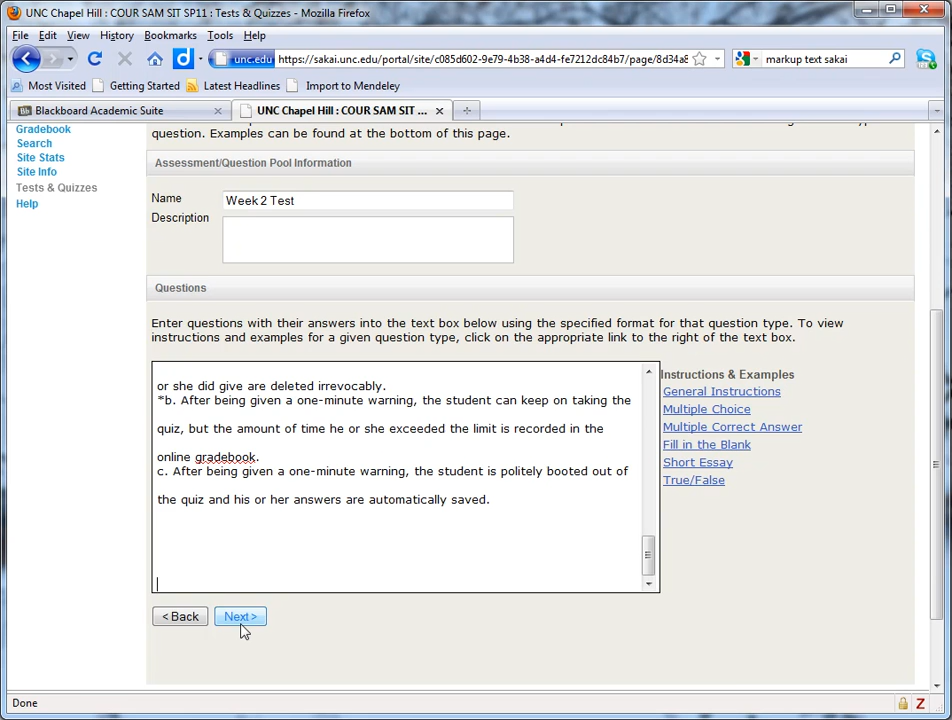 UNC Chapel Hill : COUR SAM SIT SP11 : Tests & Quizzes - Mozilla Firefox
File Edit View History Bookmarks Tools Help
unc.edu https://sakai.unc.edu/portal/site/c085d602-9e79-4b38-a4d4-fe7212dc84b7/page/8d34a8 markup text sakai
Most Visited Getting Started Latest Headlines Import to Mendeley
Bb Blackboard Academic Suite UNC Chapel Hill : COUR SAM SIT ...
Gradebook
Search
Site Stats
Site Info
Tests & Quizzes
Help
question. Examples can be found at the bottom of this page.
Assessment/Question Pool Information
Name Week 2 Test
Description
Questions
Enter questions with their answers into the text box below using the specified format for that question type. To view
instructions and examples for a given question type, click on the appropriate link to the right of the text box.
or she did give are deleted irrevocably.
*b. After being given a one-minute warning, the student can keep on taking the
quiz, but the amount of time he or she exceeded the limit is recorded in the
online gradebook.
c. After being given a one-minute warning, the student is politely booted out of
the quiz and his or her answers are automatically saved.
Instructions & Examples
General Instructions
Multiple Choice
Multiple Correct Answer
Fill in the Blank
Short Essay
True/False
< Back Next >
Done